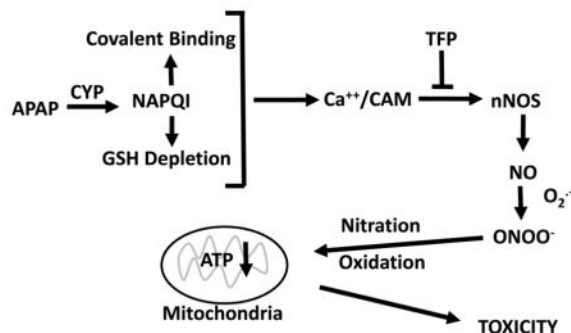 Covalent Binding
TFP
CYP
APAP
NAPQI
Ca++/CAM
nNOS
GSH Depletion
NO
O2·-
Nitration
ONOO-
ATP
Oxidation
Mitochondria
TOXICITY